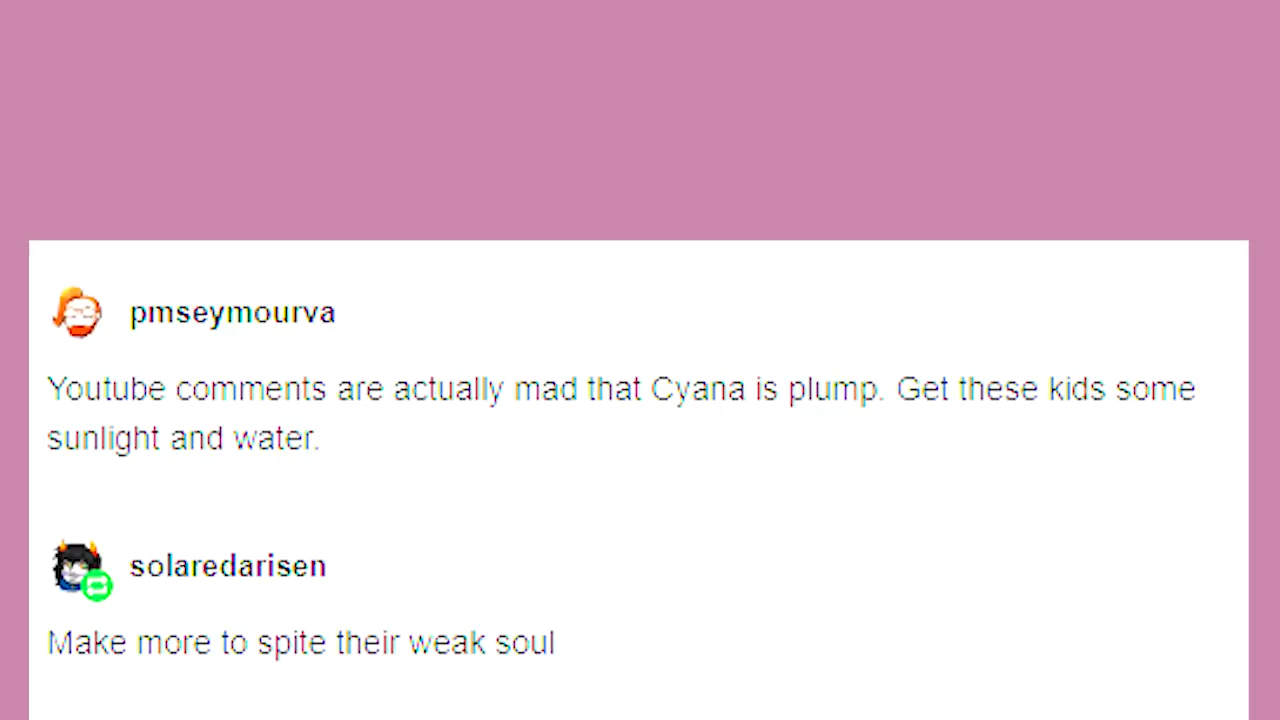 pmseymourva
Youtube comments are actually mad that Cyana is plump. Get these kids some
sunlight and water.
solaredarisen
Make more to spite their weak soul